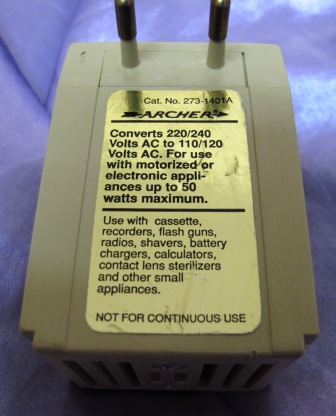 Cat. No. 273-1401A
ARCHER
Converts 220/240
Volts AC to 110/120
Volts AC. For use
with motorized or
electronic appli-
ances up to 50
watts maximum.
Use with cassette,
recorders, flash guns,
radios, shavers, battery
chargers, calculators,
contact lens sterilizers
and other small
appliances.
NOT FOR CONTINUOUS USE